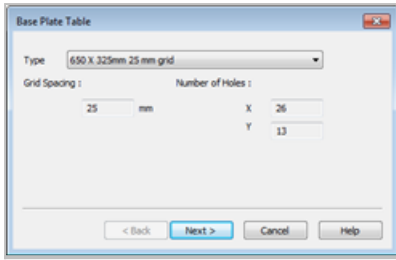 Base Plate Table
Type 650 X 325mm 25 mm grid
Grid Spacing : Number of Holes :
25 mm X 26
Y 13
< Back Next > Cancel Help